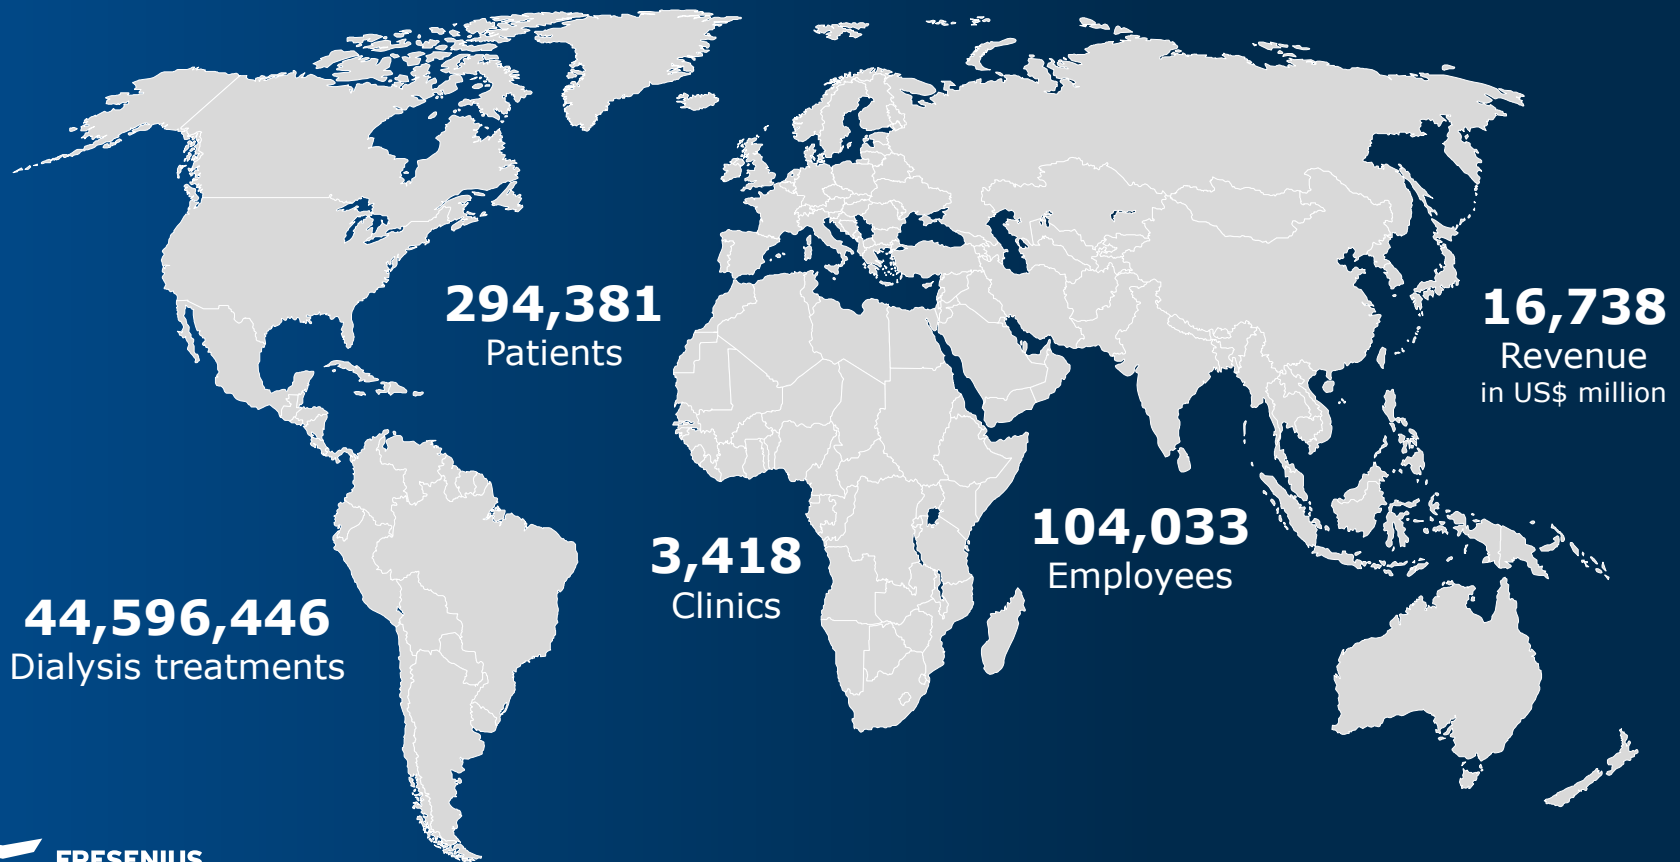 294,381
Patients
16,738
Revenue
in US$ million
3,418
Clinics
104,033
Employees
44,596,446
Dialysis treatments
FRESENIUS